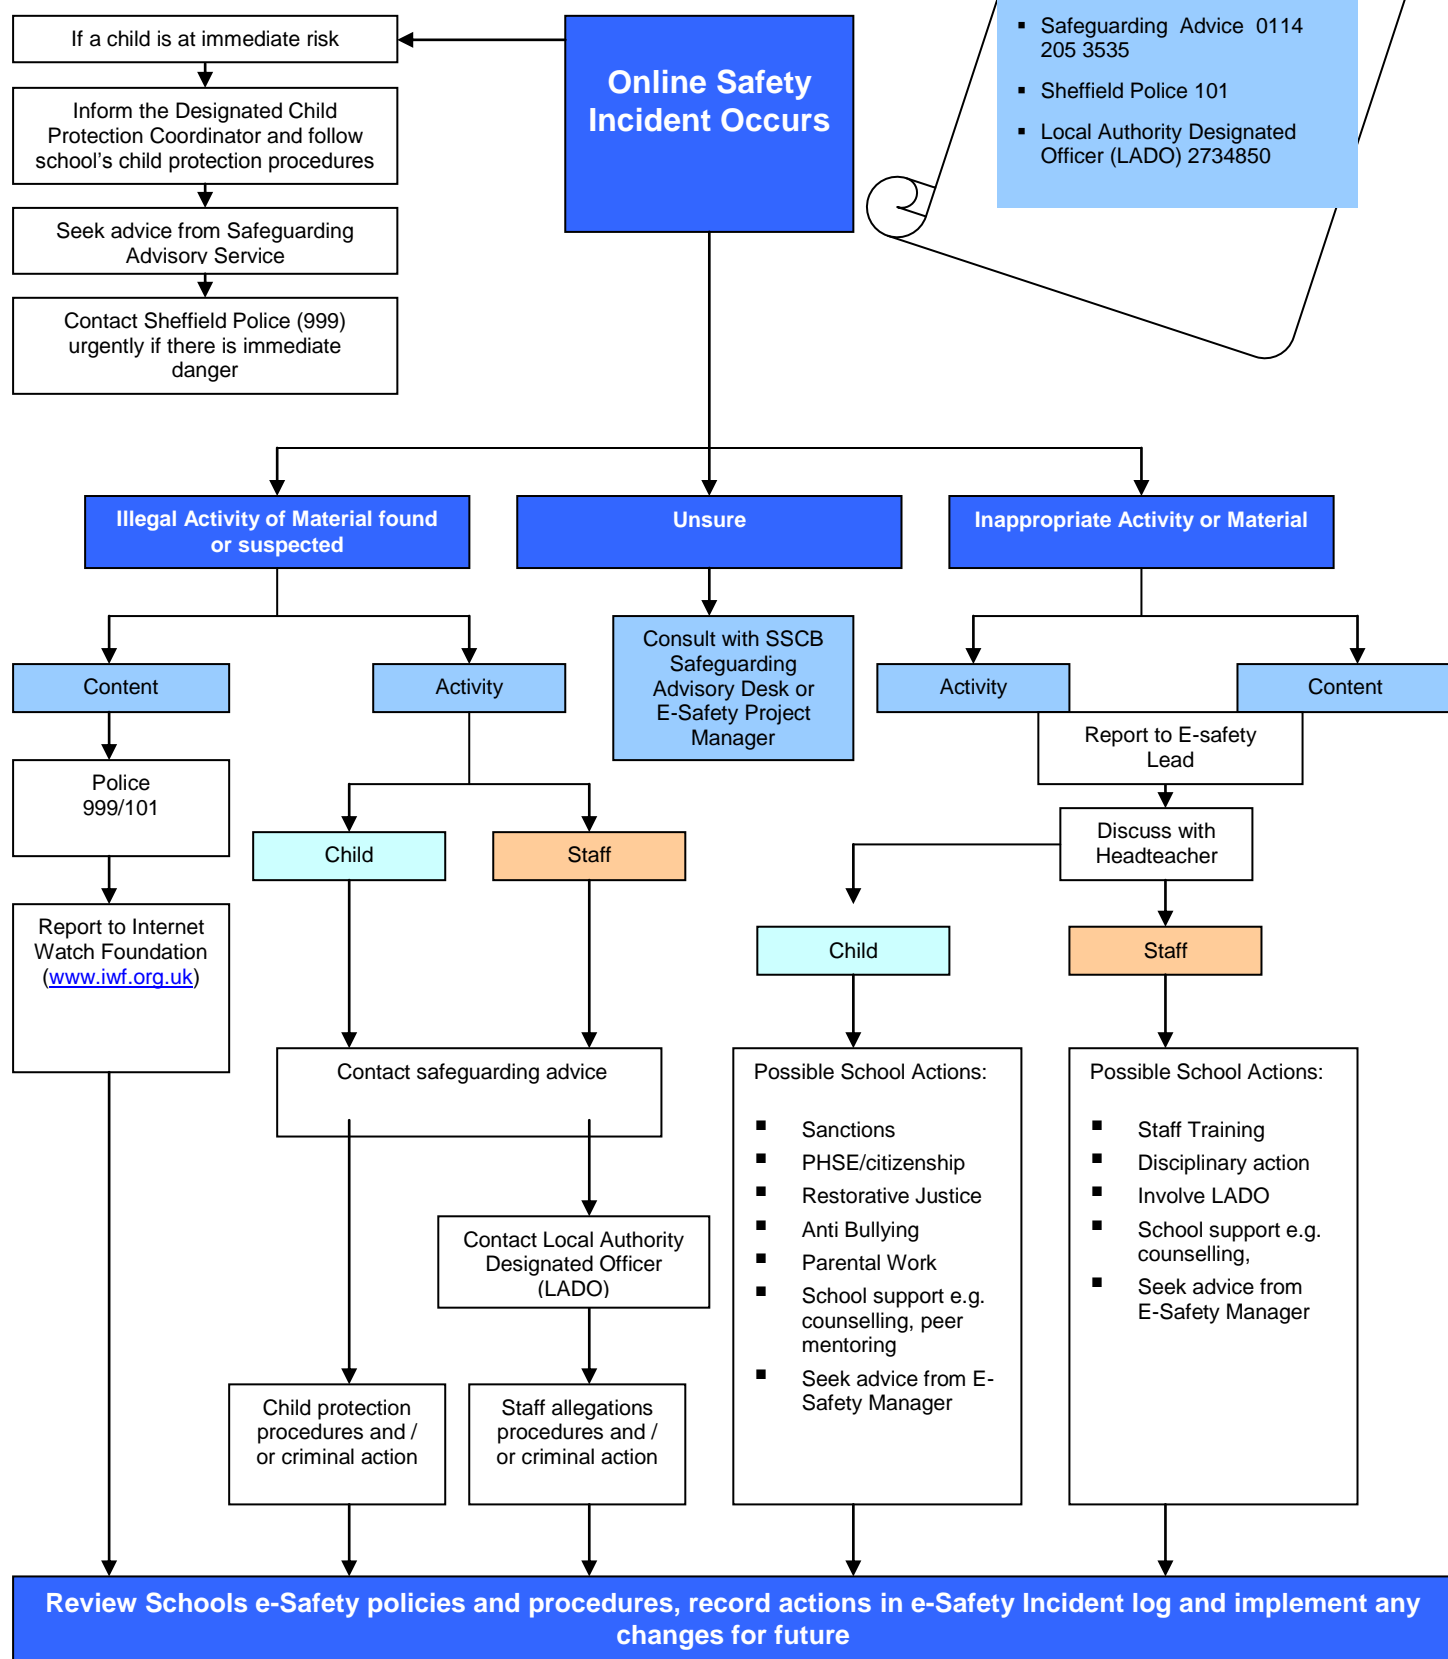 If a child is at immediate risk
Inform the Designated Child
Protection Coordinator and follow
school’s child protection procedures
Seek advice from Safeguarding
Advisory Service
Contact Sheffield Police (999)
urgently if there is immediate
danger
Online Safety
Incident Occurs
▪ Safeguarding Advice 0114
205 3535
▪ Sheffield Police 101
▪ Local Authority Designated
Officer (LADO) 2734850
Illegal Activity of Material found
or suspected
Unsure
Inappropriate Activity or Material
Content
Activity
Consult with SSCB
Safeguarding
Advisory Desk or
E-Safety Project
Manager
Activity
Content
Police
999/101
Report to E-safety
Lead
Child
Staff
Discuss with
Headteacher
Report to Internet
Watch Foundation
(www.iwf.org.uk)
Child
Staff
Contact safeguarding advice
Contact Local Authority
Designated Officer
(LADO)
Child protection
procedures and /
or criminal action
Staff allegations
procedures and /
or criminal action
Possible School Actions:
▪ Sanctions
▪ PHSE/citizenship
▪ Restorative Justice
▪ Anti Bullying
▪ Parental Work
▪ School support e.g.
counselling, peer
mentoring
▪ Seek advice from E-
Safety Manager
Possible School Actions:
▪ Staff Training
▪ Disciplinary action
▪ Involve LADO
▪ School support e.g.
counselling,
▪ Seek advice from
E-Safety Manager
Review Schools e-Safety policies and procedures, record actions in e-Safety Incident log and implement any
changes for future